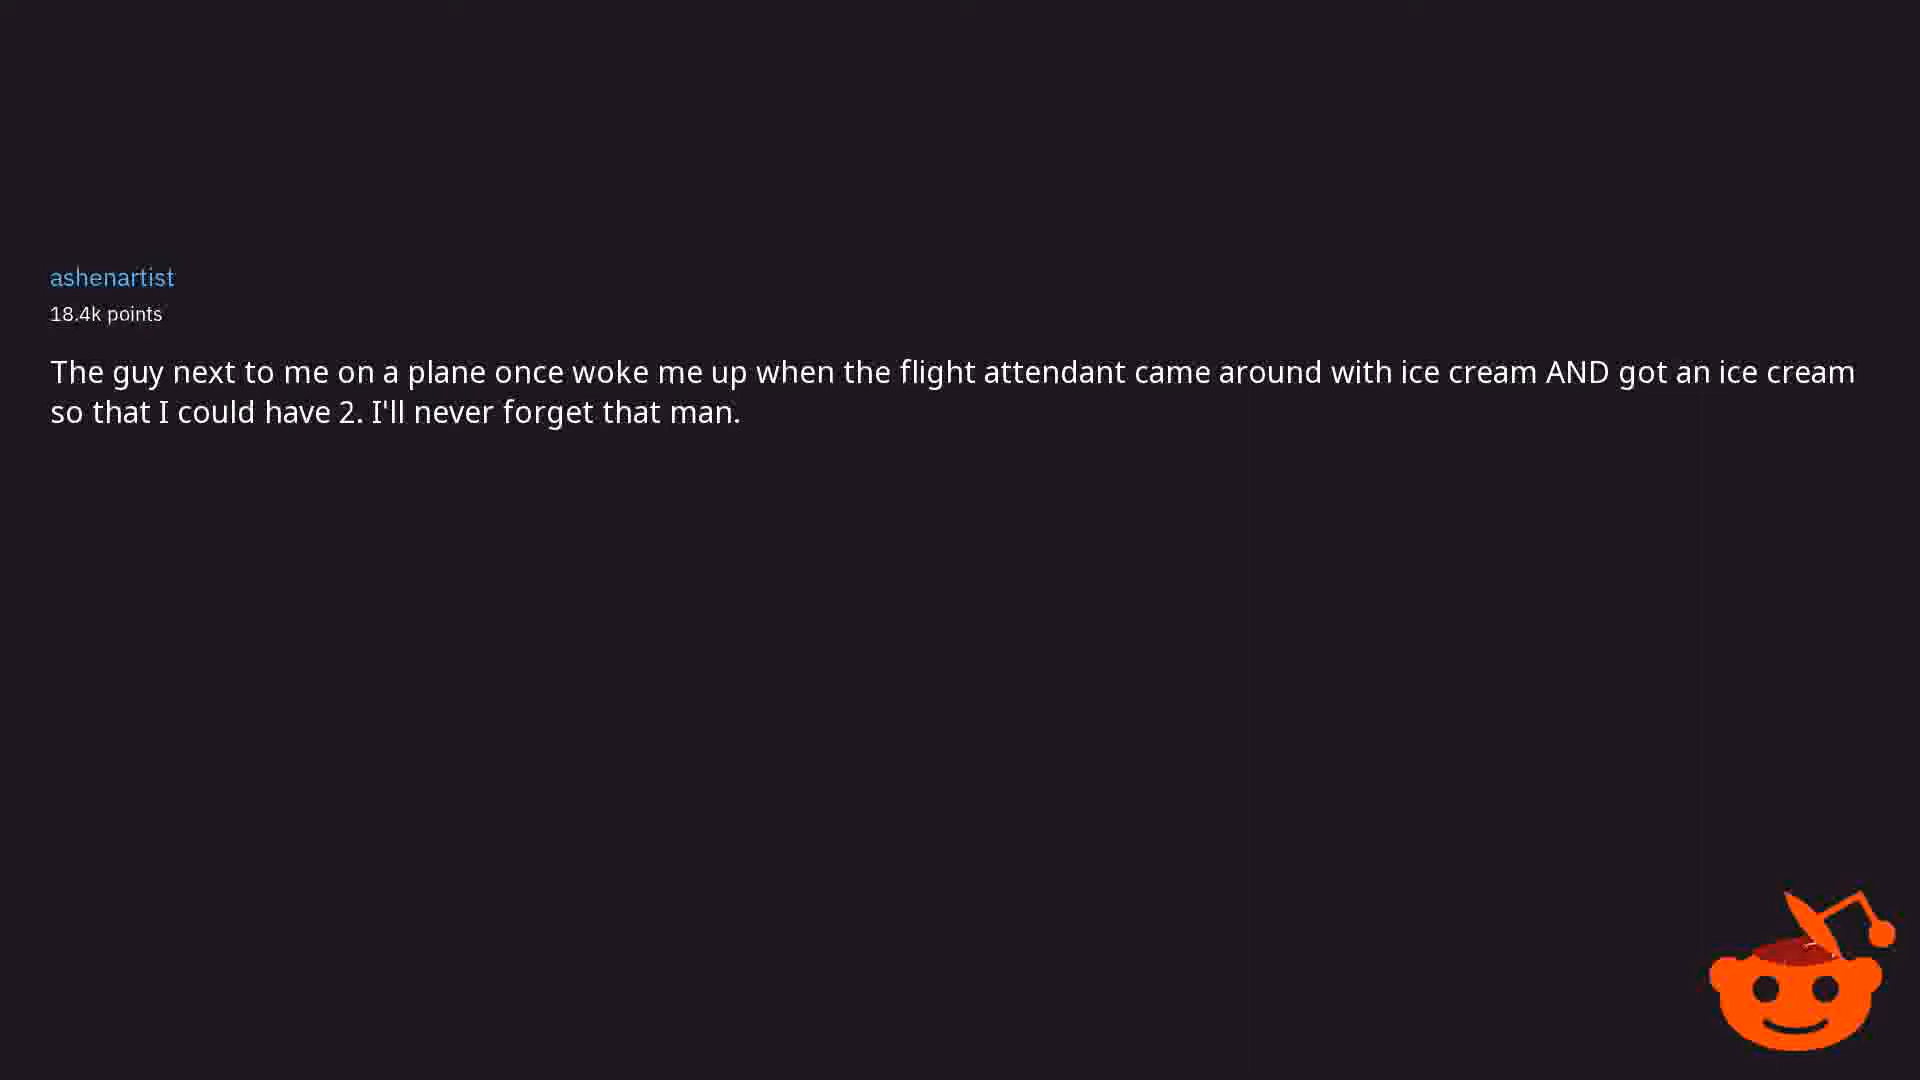 ashenartist
18.4k points
The guy next to me on a plane once woke me up when the flight attendant came around with ice cream AND got an ice cream
so that I could have 2. I'll never forget that man.